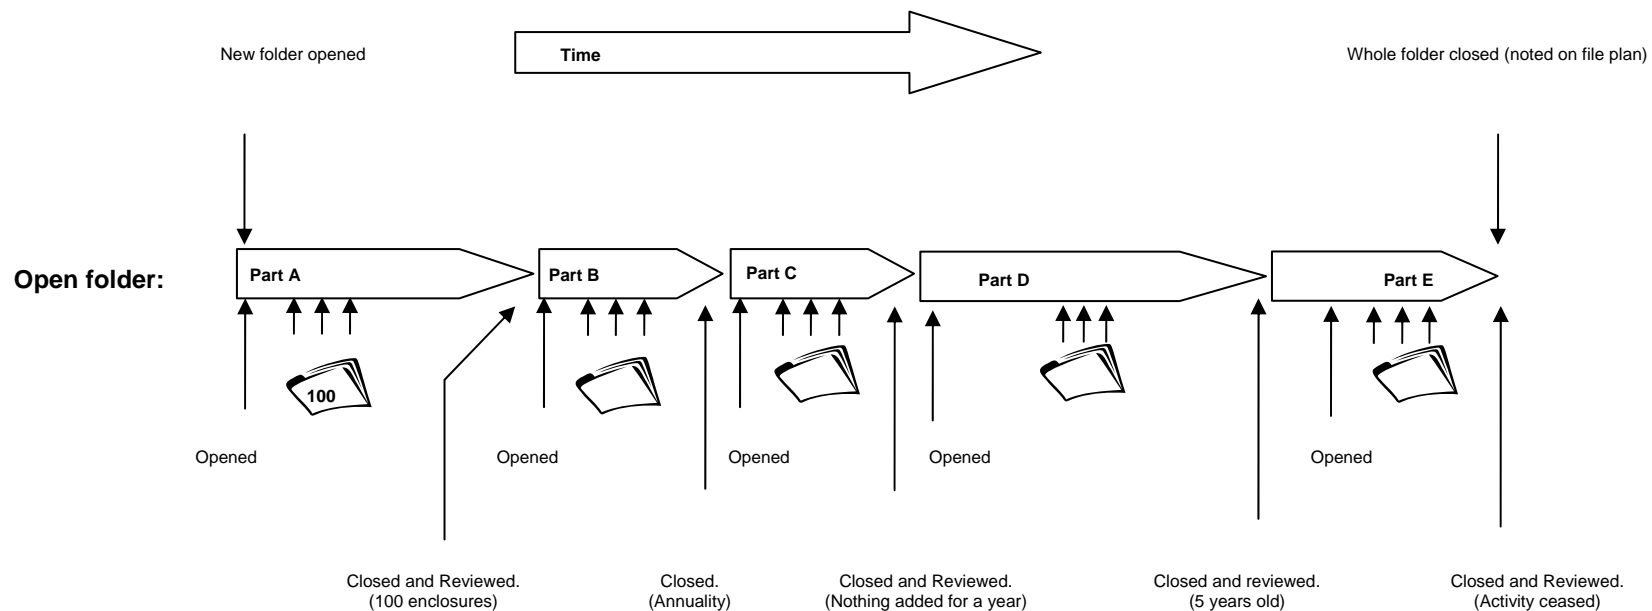 New folder opened
Time
Whole folder closed (noted on file plan)
Open folder:
Part A
Part B
Part C
Part D
Part E
100
Opened
Opened
Opened
Opened
Opened
Closed and Reviewed.
(100 enclosures)
Closed.
(Annuality)
Closed and Reviewed.
(Nothing added for a year)
Closed and reviewed.
(5 years old)
Closed and Reviewed.
(Activity ceased)